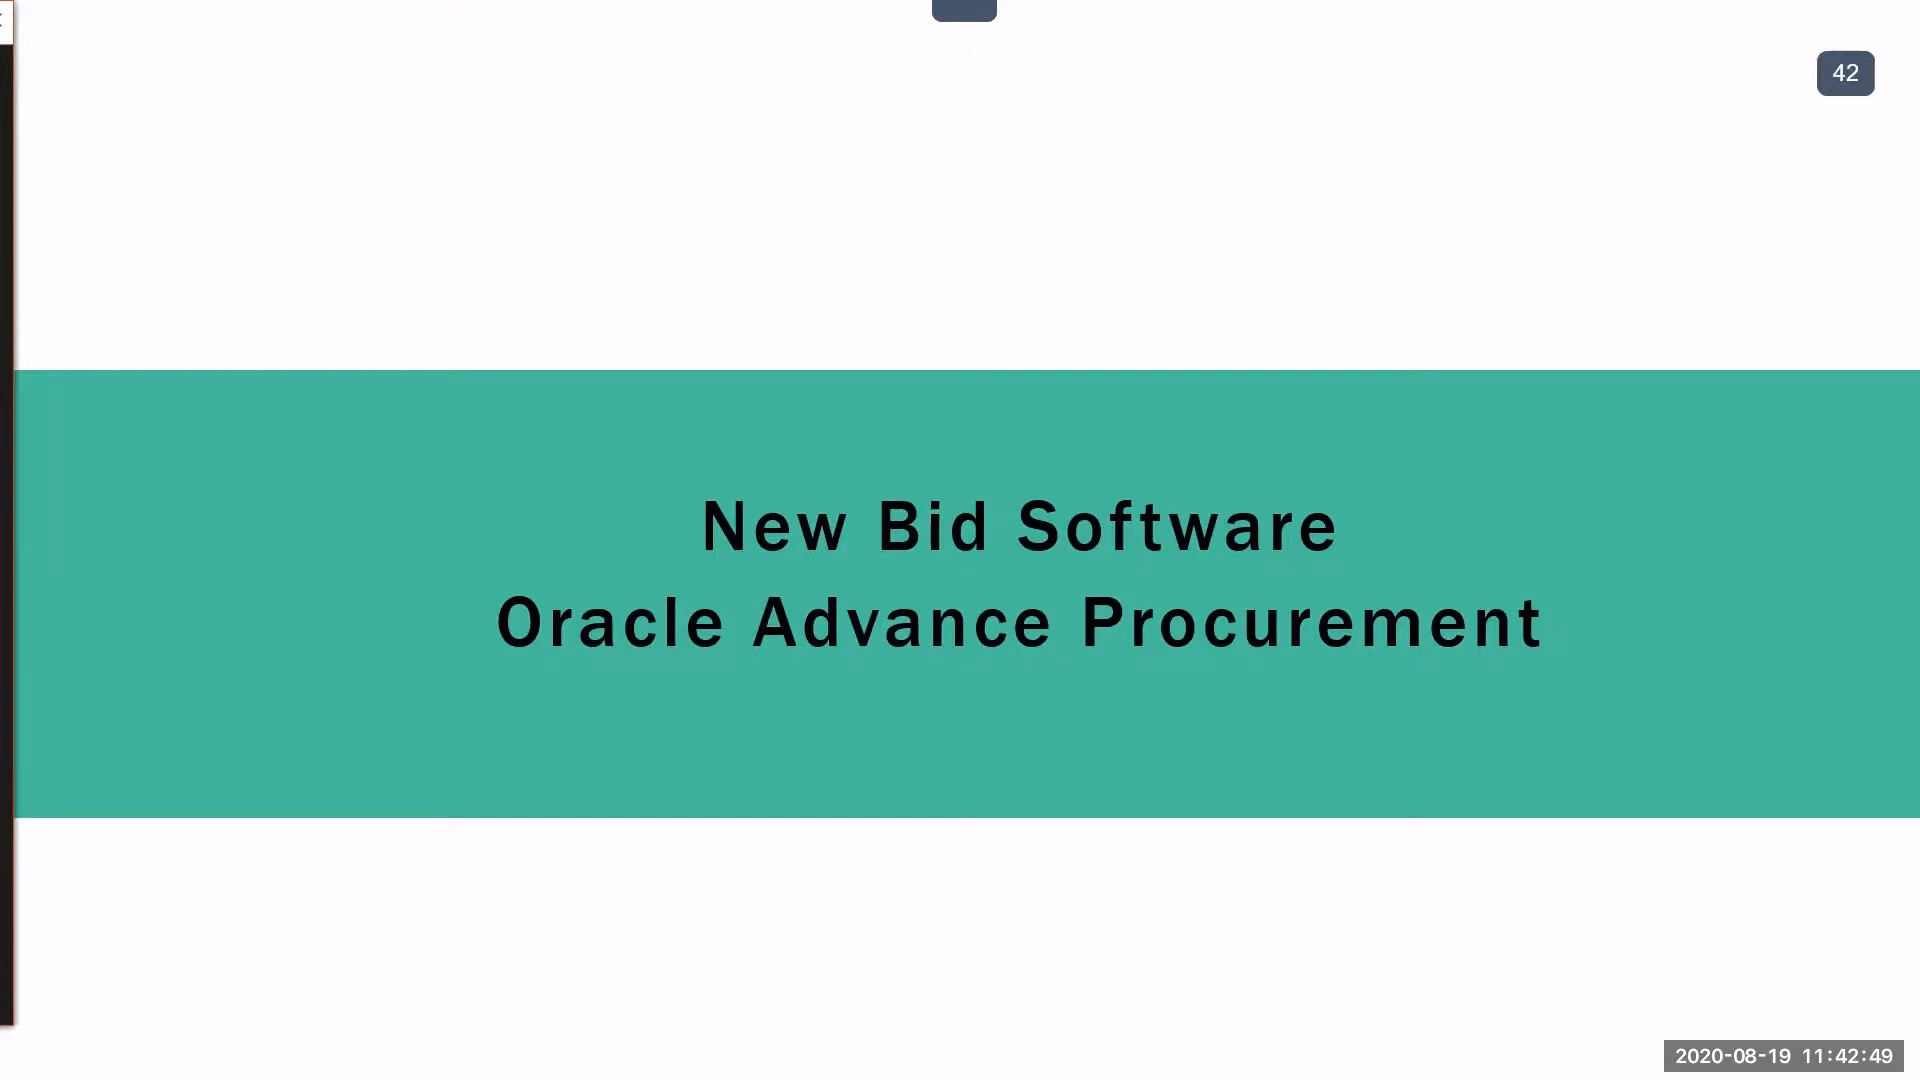 42
New Bid Software
Oracle Advance Procurement
2020-08-19 11:42:49